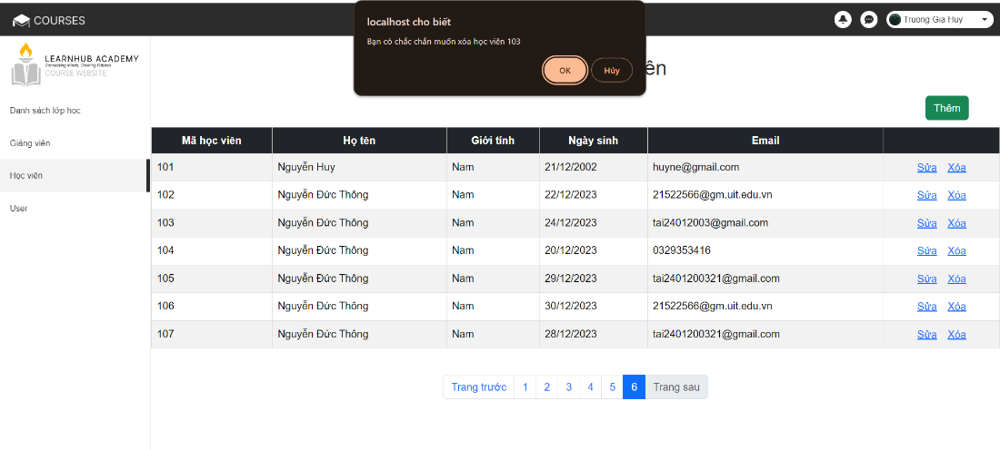 COURSES
localhost cho biết
Bạn có chắc chắn muốn xóa học viên 103
OK Hủy
Truong Gia Huy
LEARNHUB ACADEMY
Connecting Minds, Creating Futures
COURSE WEBSITE
ên
Danh sách lớp học
Giảng viên
Học viên
User
Thêm
Mã học viên Họ tên Giới tính Ngày sinh Email
101 Nguyễn Huy Nam 21/12/2002 huyne@gmail.com Sửa Xóa
102 Nguyễn Đức Thông Nam 22/12/2023 21522566@gm.uit.edu.vn Sửa Xóa
103 Nguyễn Đức Thông Nam 24/12/2023 tai24012003@gmail.com Sửa Xóa
104 Nguyễn Đức Thông Nam 20/12/2023 0329353416 Sửa Xóa
105 Nguyễn Đức Thông Nam 29/12/2023 tai2401200321@gmail.com Sửa Xóa
106 Nguyễn Đức Thông Nam 30/12/2023 21522566@gm.uit.edu.vn Sửa Xóa
107 Nguyễn Đức Thông Nam 28/12/2023 tai2401200321@gmail.com Sửa Xóa
Trang trước 1 2 3 4 5 6 Trang sau